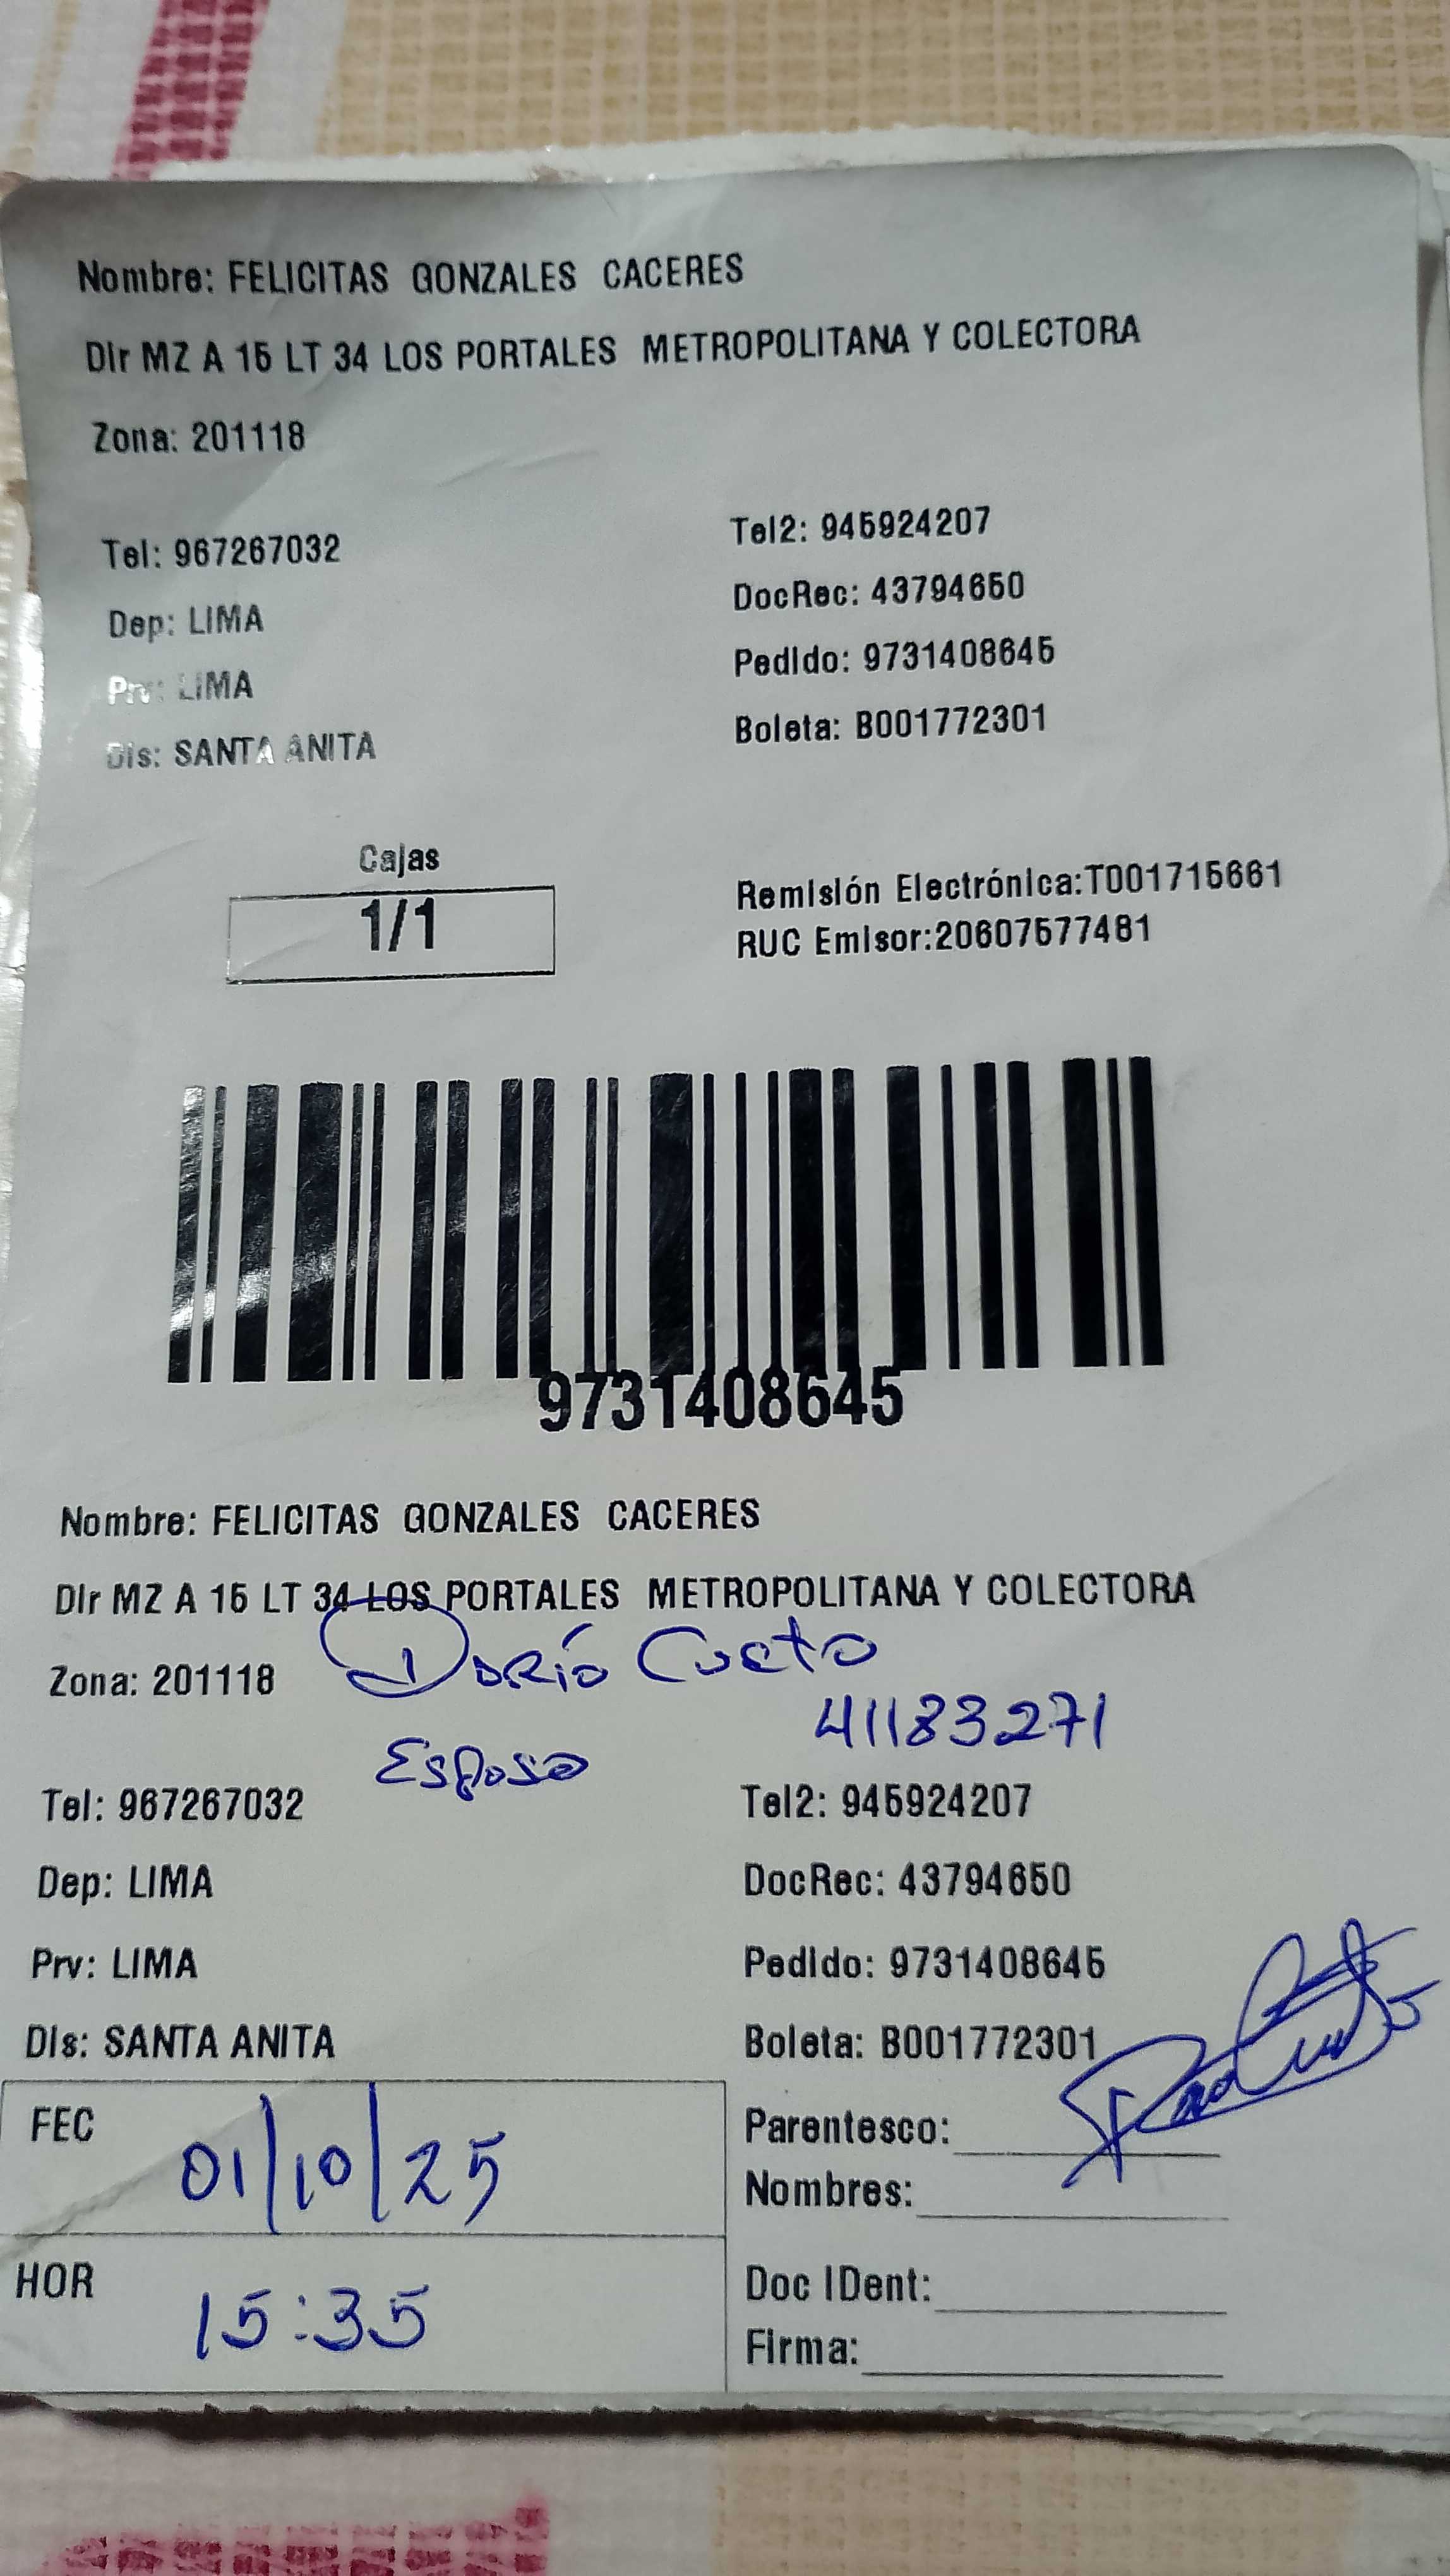 Nombre: FELICITAS GONZALES CACERES
Dir MZ A 15 LT 34 LOS PORTALES METROPOLITANA Y COLECTORA
Zona: 201118
Tel: 967267032
Tel2: 945924207
Dep: LIMA
DocRec: 43794650
Prv: LIMA
Pedido: 9731408645
Dis: SANTA ANITA
Boleta: B001772301
Cajas
1/1
Remisión Electrónica:T001715661
RUC Emisor:20607577481
9731408645
Nombre: FELICITAS GONZALES CACERES
Dir MZ A 15 LT 34 LOS PORTALES METROPOLITANA Y COLECTORA
Darío Cueto
Zona: 201118
41183271
Esposo
Tel: 967267032
Tel2: 945924207
Dep: LIMA
DocRec: 43794650
Prv: LIMA
Pedido: 9731408645
Dis: SANTA ANITA
Boleta: B001772301
FEC 01/10/25
Parentesco:
Nombres:
HOR 15:35
Doc IDent:
Firma: